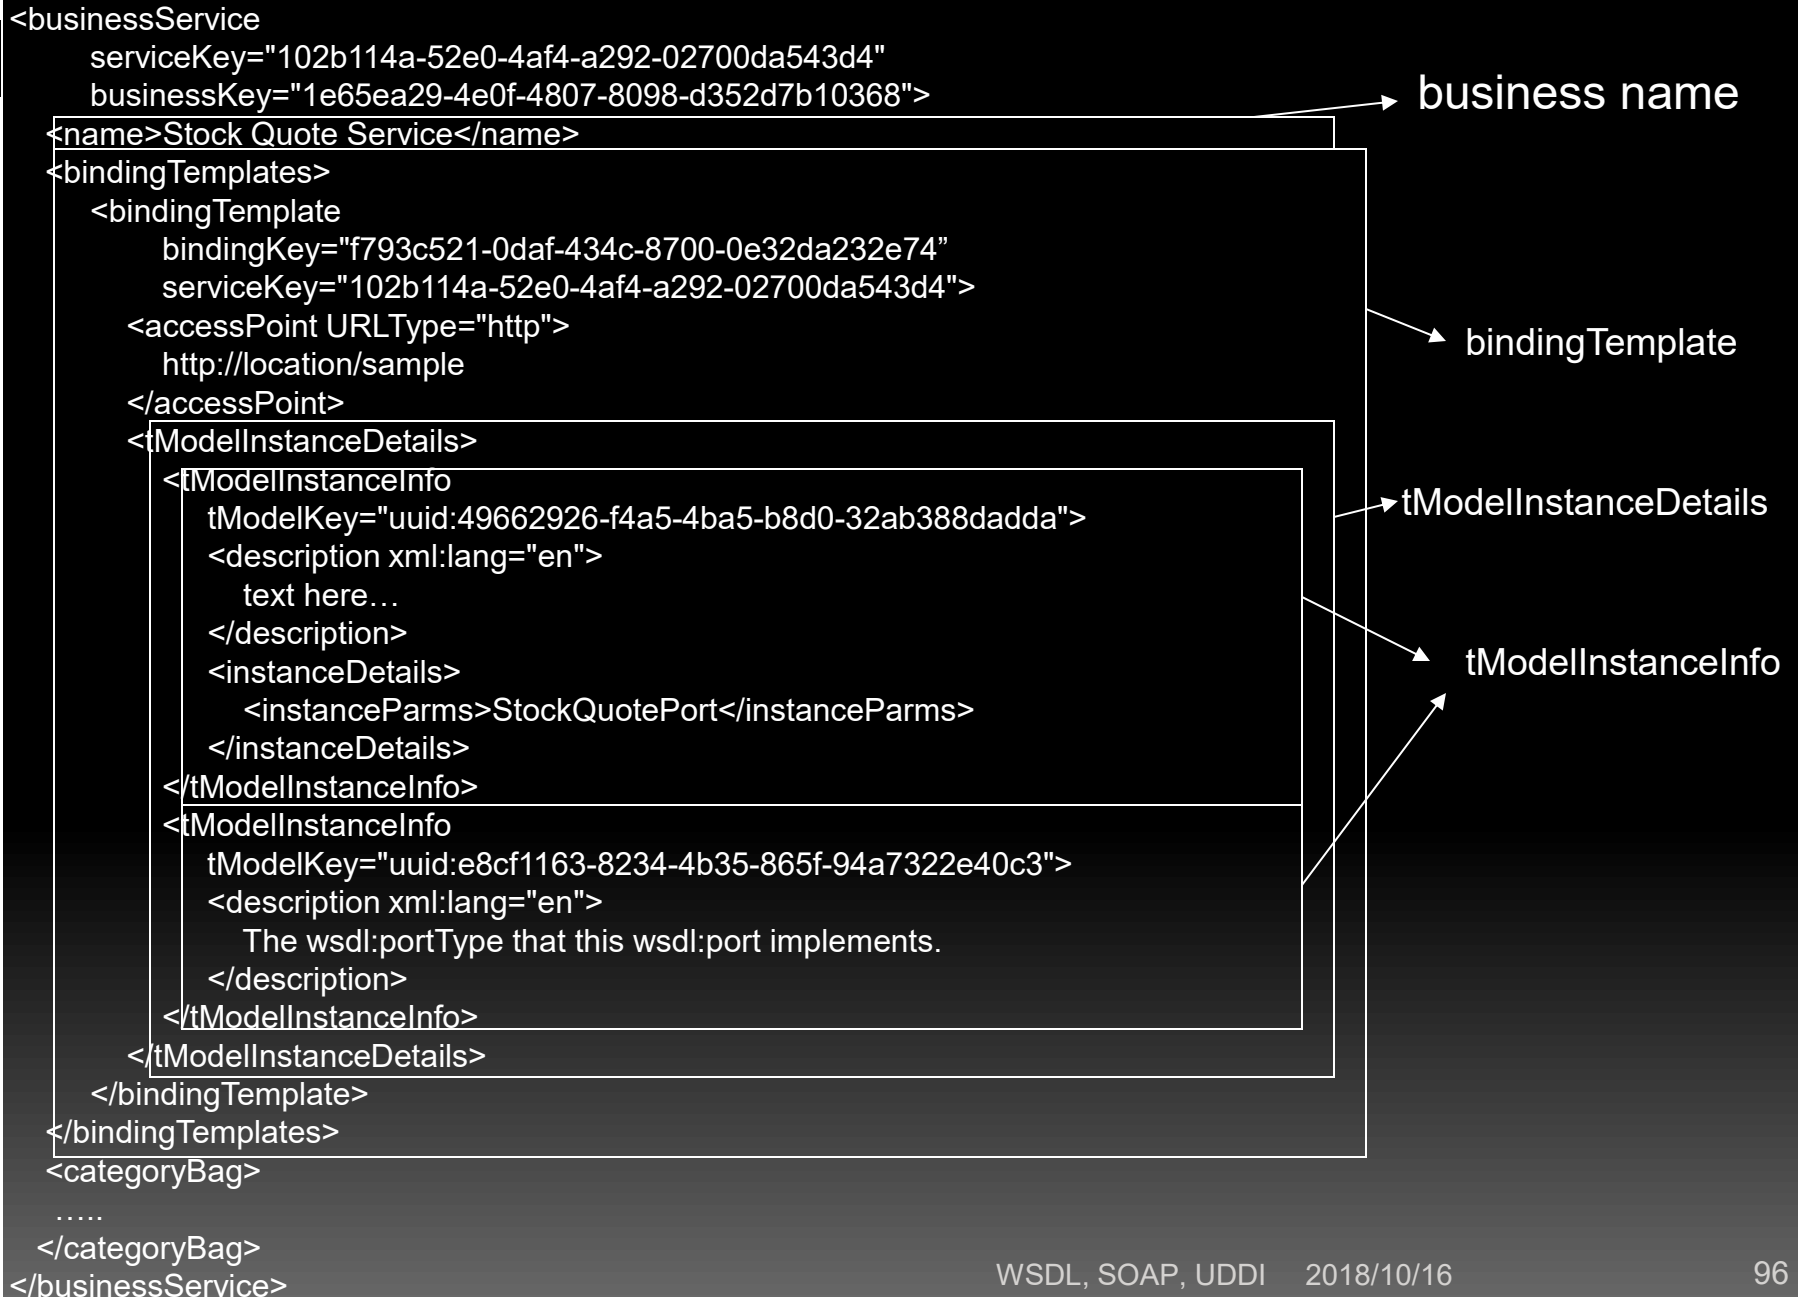 <businessService
serviceKey="102b114a-52e0-4af4-a292-02700da543d4"
businessKey="1e65ea29-4e0f-4807-8098-d352d7b10368">
<name>Stock Quote Service</name>
<bindingTemplates>
<bindingTemplate
bindingKey="f793c521-0daf-434c-8700-0e32da232e74”
serviceKey="102b114a-52e0-4af4-a292-02700da543d4">
<accessPoint URLType="http">
http://location/sample
</accessPoint>
<tModelInstanceDetails>
<tModelInstanceInfo
tModelKey="uuid:49662926-f4a5-4ba5-b8d0-32ab388dadda">
<description xml:lang="en">
text here…
</description>
<instanceDetails>
<instanceParms>StockQuotePort</instanceParms>
</instanceDetails>
</tModelInstanceInfo>
<tModelInstanceInfo
tModelKey="uuid:e8cf1163-8234-4b35-865f-94a7322e40c3">
<description xml:lang="en">
The wsdl:portType that this wsdl:port implements.
</description>
</tModelInstanceInfo>
</tModelInstanceDetails>
</bindingTemplate>
</bindingTemplates>
<categoryBag>
…..
</categoryBag>
</businessService>
business name
bindingTemplate
tModelInstanceDetails
tModelInstanceInfo
WSDL, SOAP, UDDI 2018/10/16 96